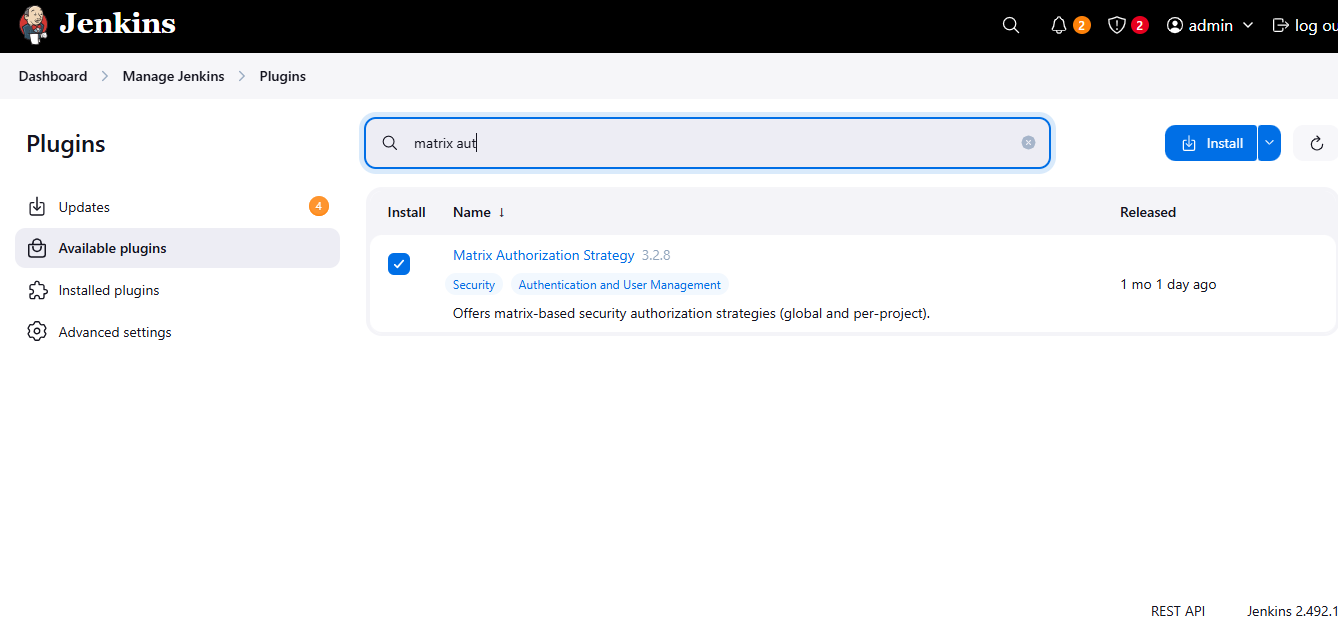 Jenkins
2
2
admin
Dashboard
Manage Jenkins
Plugins
Plugins
matrix aut
Install
Updates
4
Available plugins
Installed plugins
Advanced settings
Install
Name ↓
Released
Matrix Authorization Strategy 3.2.8
Security
Authentication and User Management
Offers matrix-based security authorization strategies (global and per-project).
1 mo 1 day ago
log ou
REST API
Jenkins 2.492.1